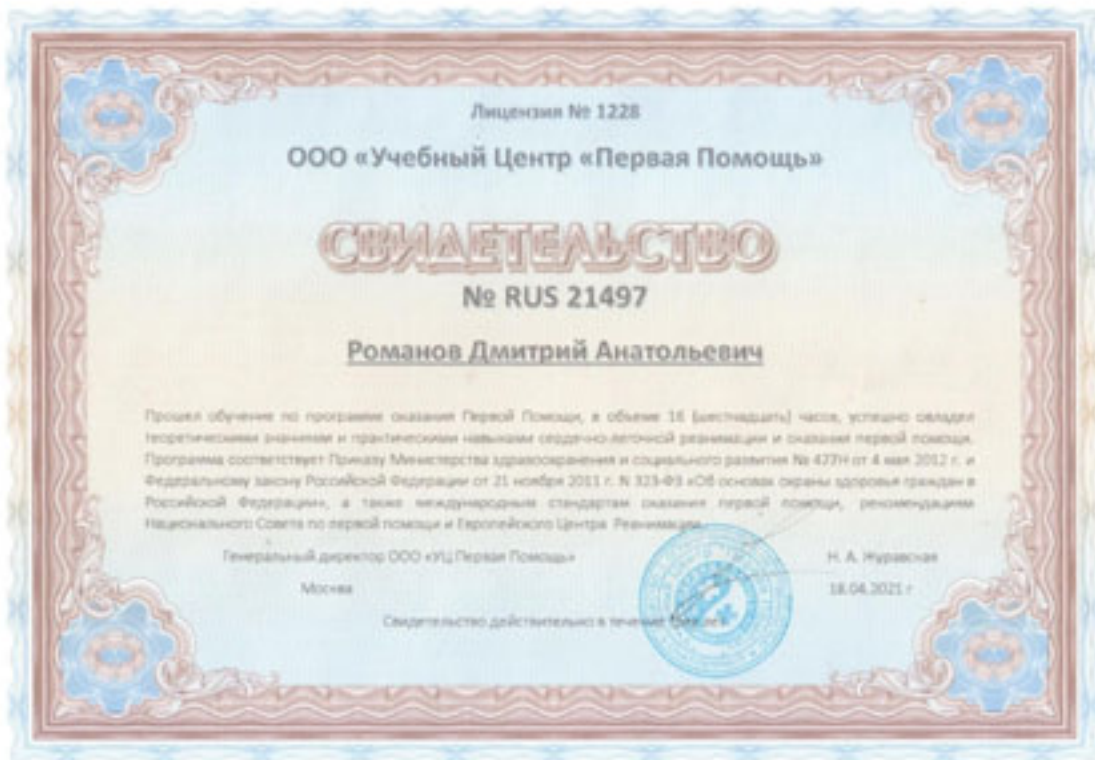 Лицензия № 1228
ООО «Учебный Центр «Первая Помощь»
СВИДЕТЕЛЬСТВО
№ RUS 21497
Романов Дмитрий Анатольевич
Прошел обучение по программе оказания Первой Помощи, в объеме 16 (шестнадцать) часов, успешно овладел
теоретическими знаниями и практическими навыками сердечно-легочной реанимации и оказания первой помощи.
Программа соответствует Приказу Министерства здравоохранения и социального развития № 477Н от 4 мая 2012 г. и
Федеральному закону Российской Федерации от 21 ноября 2011 г. N 323-ФЗ «Об основах охраны здоровья граждан в
Российской Федерации», а также международным стандартам оказания первой помощи, рекомендациям
Национального Совета по первой помощи и Европейского Центра Реанимации.
Генеральный директор ООО «УЦ Первая Помощь» Н. А. Журавская
Москва 18.04.2021 г
Свидетельство действительно в течение